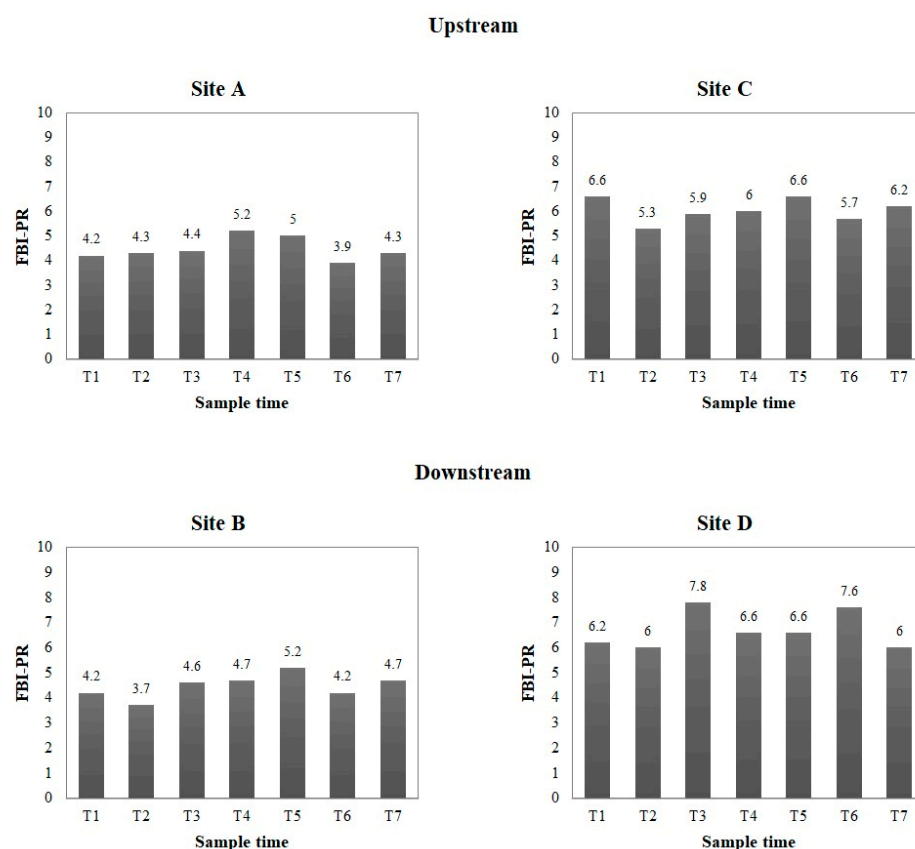 Upstream
Site A
10
9
8
7
6
5
4
3
2
1
0
FBI-PR
4.2 4.3 4.4 5.2 5 3.9 4.3
T1 T2 T3 T4 T5 T6 T7
Sample time
Site C
10
9
8
7
6
5
4
3
2
1
0
FBI-PR
6.6 5.3 5.9 6 6.6 5.7 6.2
T1 T2 T3 T4 T5 T6 T7
Sample time
Downstream
Site B
10
9
8
7
6
5
4
3
2
1
0
FBI-PR
4.2 3.7 4.6 4.7 5.2 4.2 4.7
T1 T2 T3 T4 T5 T6 T7
Sample time
Site D
10
9
8
7
6
5
4
3
2
1
0
FBI-PR
6.2 6 7.8 6.6 6.6 7.6 6
T1 T2 T3 T4 T5 T6 T7
Sample time